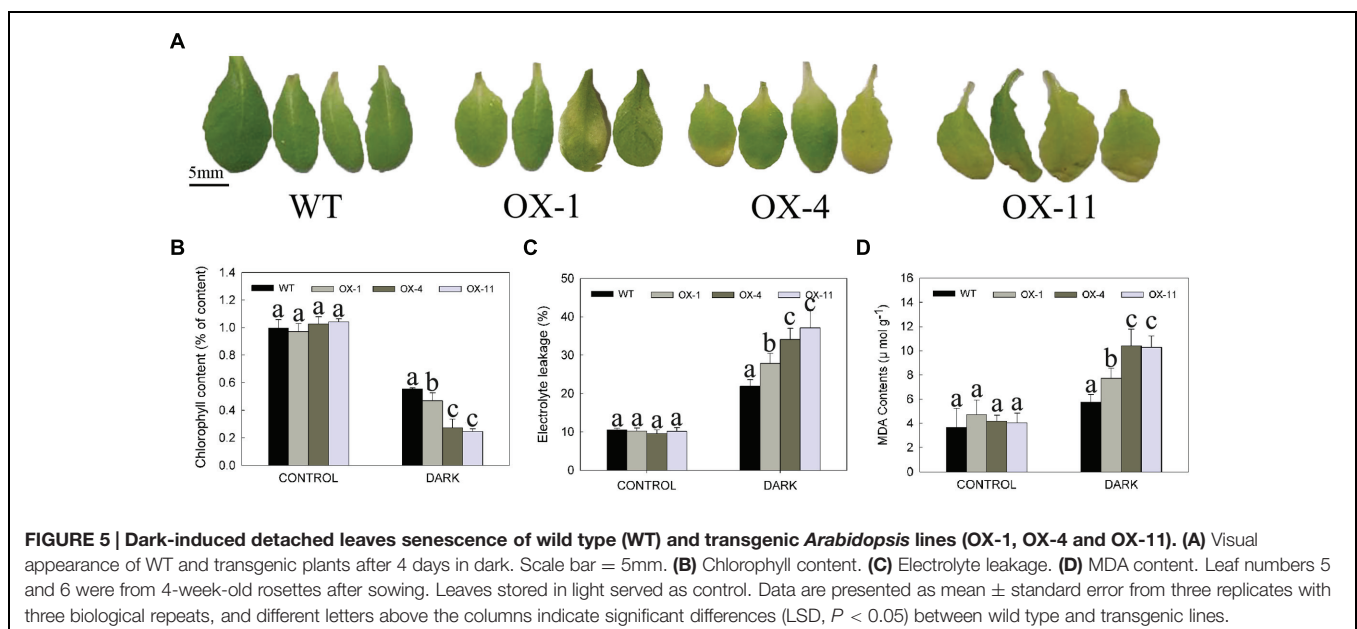 A
5mm
WT
OX-1
OX-4
OX-11
B
Chlorophyll content (% of content)
1.4
1.2
1.0
0.8
0.6
0.4
0.2
0.0
WT OX-1 OX-4 OX-11
a a a a
a b c c
CONTROL DARK
C
Electrolyte leakage (%)
50
40
30
20
10
0
WT OX-1 OX-4 OX-11
a a a a
a b c c
CONTROL DARK
D
MDA Contents (μ mol g⁻¹)
16
14
12
10
8
6
4
2
0
WT OX-1 OX-4 OX-11
a a a a
a b c c
CONTROL DARK
FIGURE 5 | Dark-induced detached leaves senescence of wild type (WT) and transgenic Arabidopsis lines (OX-1, OX-4 and OX-11). (A) Visual
appearance of WT and transgenic plants after 4 days in dark. Scale bar = 5mm. (B) Chlorophyll content. (C) Electrolyte leakage. (D) MDA content. Leaf numbers 5
and 6 were from 4-week-old rosettes after sowing. Leaves stored in light served as control. Data are presented as mean ± standard error from three replicates with
three biological repeats, and different letters above the columns indicate significant differences (LSD, P < 0.05) between wild type and transgenic lines.